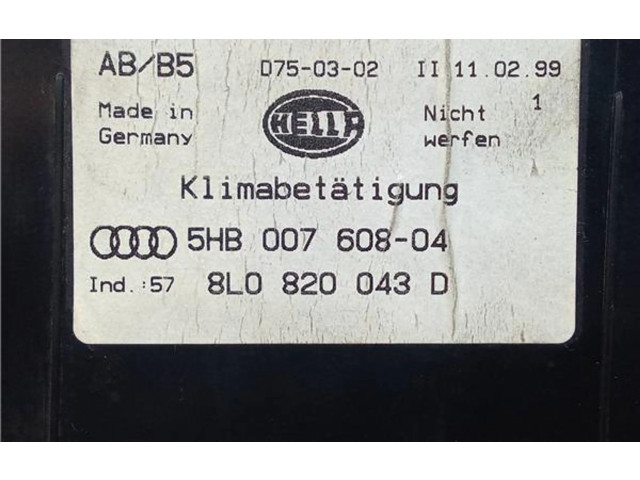 AB/B5 D75-03-02 II 11.02.99
Made in Germany HELLA Nicht werfen 1
Klimabetätigung
5HB 007 608-04
Ind.:57 8L0 820 043 D